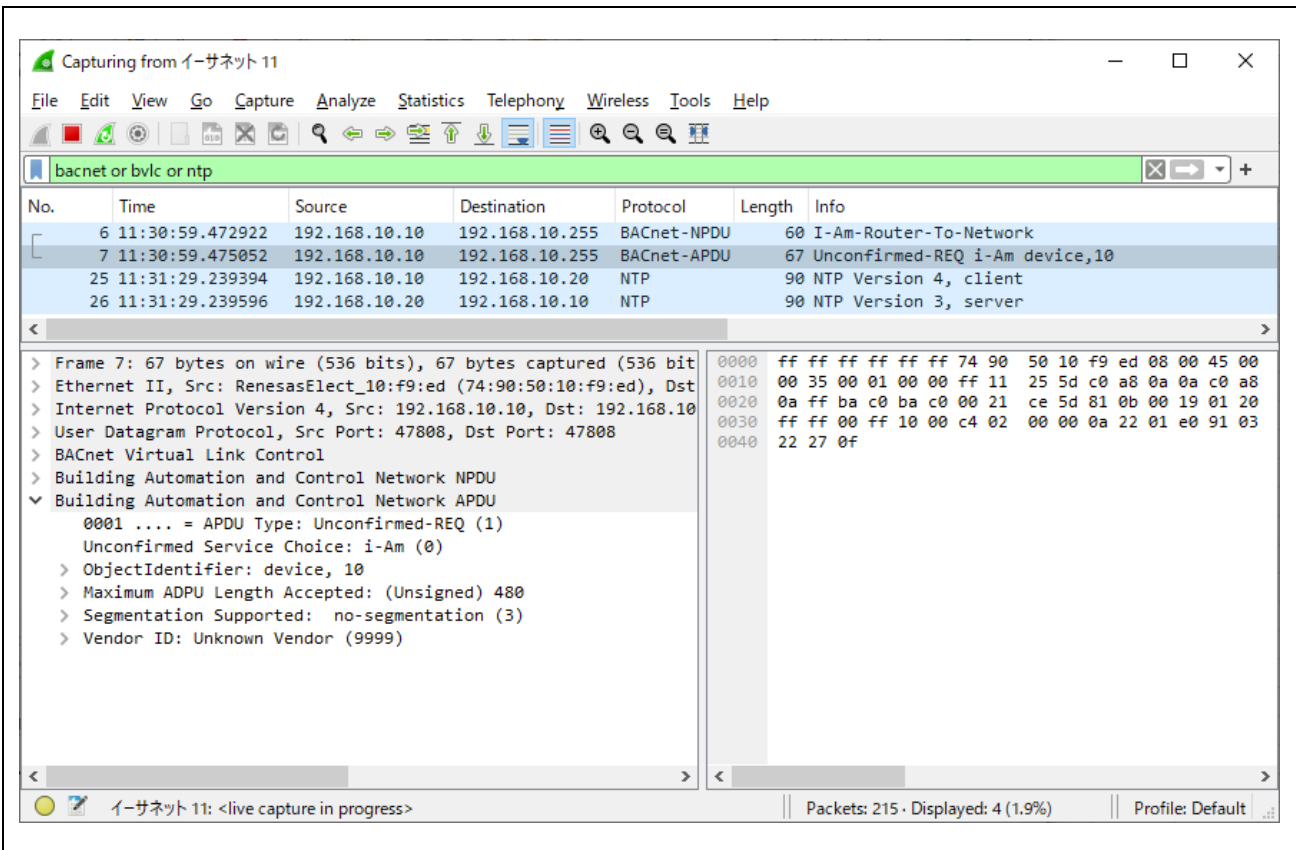 Capturing from イーサネット 11
File Edit View Go Capture Analyze Statistics Telephony Wireless Tools Help
bacnet or bvlc or ntp
No. Time Source Destination Protocol Length Info
6 11:30:59.472922 192.168.10.10 192.168.10.255 BACnet-NPDU 60 I-Am-Router-To-Network
7 11:30:59.475052 192.168.10.10 192.168.10.255 BACnet-APDU 67 Unconfirmed-REQ i-Am device,10
25 11:31:29.239394 192.168.10.10 192.168.10.20 NTP 90 NTP Version 4, client
26 11:31:29.239596 192.168.10.20 192.168.10.10 NTP 90 NTP Version 3, server
> Frame 7: 67 bytes on wire (536 bits), 67 bytes captured (536 bit
> Ethernet II, Src: RenesasElect_10:f9:ed (74:90:50:10:f9:ed), Dst
> Internet Protocol Version 4, Src: 192.168.10.10, Dst: 192.168.10
> User Datagram Protocol, Src Port: 47808, Dst Port: 47808
> BACnet Virtual Link Control
> Building Automation and Control Network NPDU
Building Automation and Control Network APDU
0001 .... = APDU Type: Unconfirmed-REQ (1)
Unconfirmed Service Choice: i-Am (0)
> ObjectIdentifier: device, 10
> Maximum ADPU Length Accepted: (Unsigned) 480
> Segmentation Supported: no-segmentation (3)
> Vendor ID: Unknown Vendor (9999)
0000 ff ff ff ff ff ff 74 90 50 10 f9 ed 08 00 45 00
0010 00 35 00 01 00 00 ff 11 25 5d c0 a8 0a 0a c0 a8
0020 0a ff ba c0 ba c0 00 21 ce 5d 81 0b 00 19 01 20
0030 ff ff 00 ff 10 00 c4 02 00 00 0a 22 01 e0 91 03
0040 22 27 0f
イーサネット 11: <live capture in progress>
Packets: 215 · Displayed: 4 (1.9%)
Profile: Default